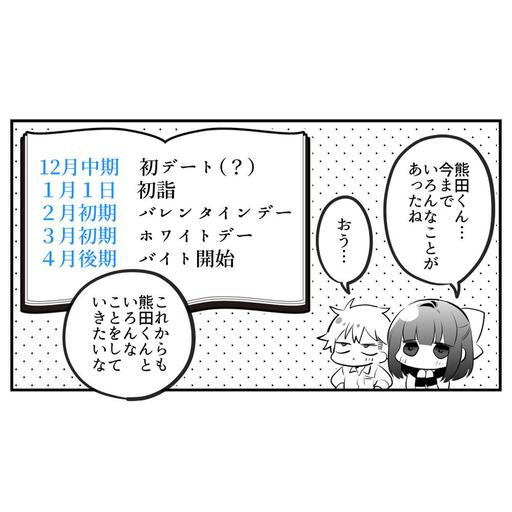 熊田くん…
今まで
いろんなことが
あったね
おう…
12月中期 初デート(？)
1月1日 初詣
2月初期 バレンタインデー
3月初期 ホワイトデー
4月後期 バイト開始
これからも
熊田くんと
いろんな
ことをして
いきたいな